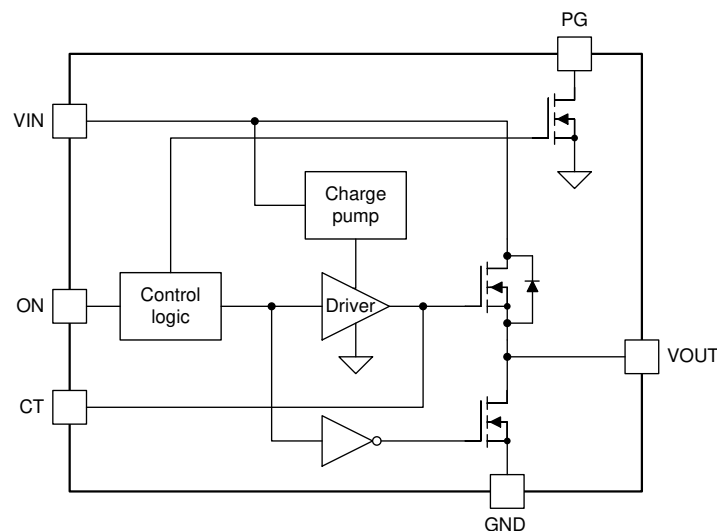 PG
VIN
Charge
pump
ON
Control
logic
Driver
VOUT
CT
GND